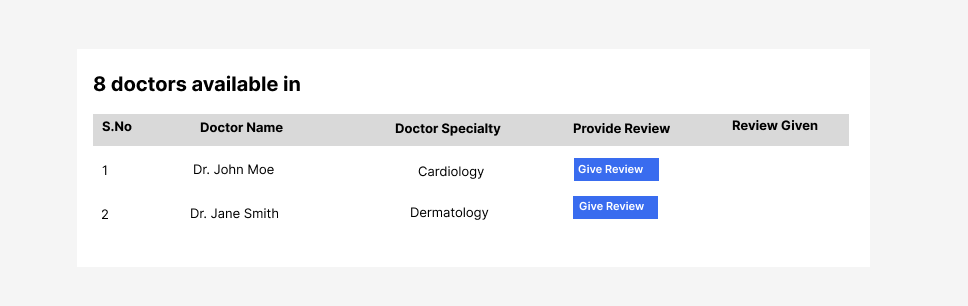 8 doctors available in
S.No Doctor Name Doctor Specialty Provide Review Review Given
1 Dr. John Moe Cardiology Give Review
2 Dr. Jane Smith Dermatology Give Review